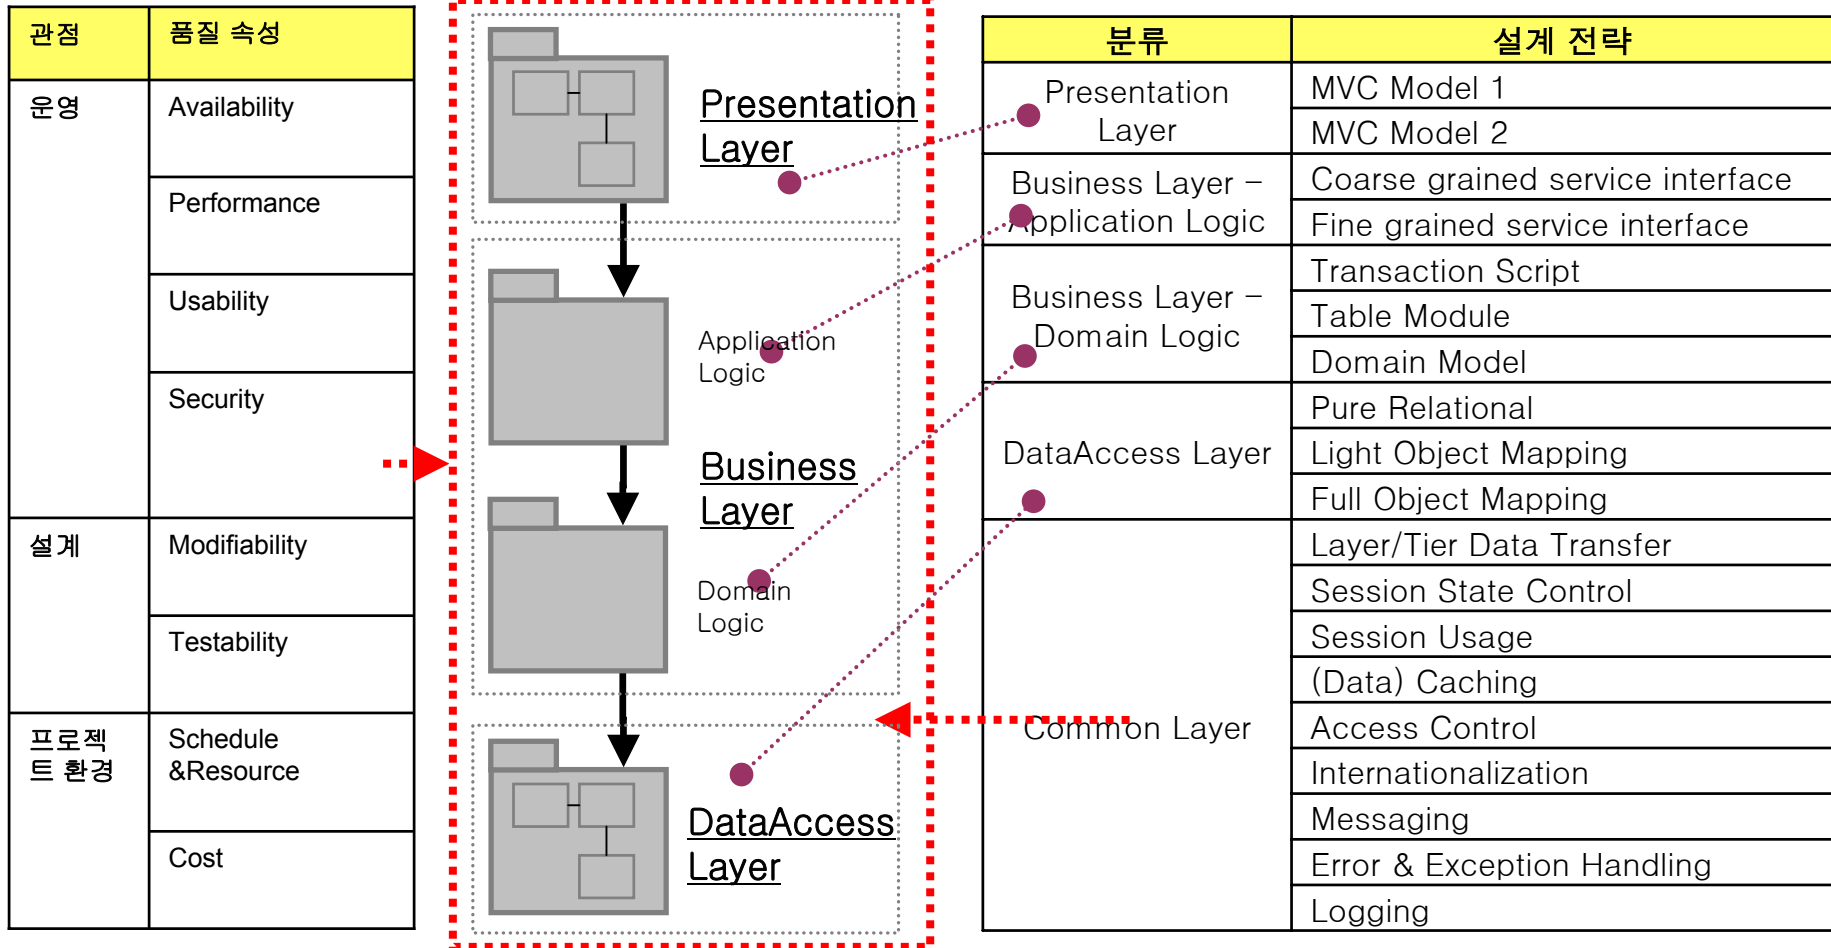 관점
품질 속성
운영
Availability
Performance
Usability
Security
설계
Modifiability
Testability
프로젝
트 환경
Schedule
&Resource
Cost
Presentation
Layer
Application
Logic
Business
Layer
Domain
Logic
DataAccess
Layer
분류
설계 전략
Presentation
Layer
MVC Model 1
MVC Model 2
Business Layer –
Application Logic
Coarse grained service interface
Fine grained service interface
Business Layer –
Domain Logic
Transaction Script
Table Module
Domain Model
DataAccess Layer
Pure Relational
Light Object Mapping
Full Object Mapping
Common Layer
Layer/Tier Data Transfer
Session State Control
Session Usage
(Data) Caching
Access Control
Internationalization
Messaging
Error & Exception Handling
Logging